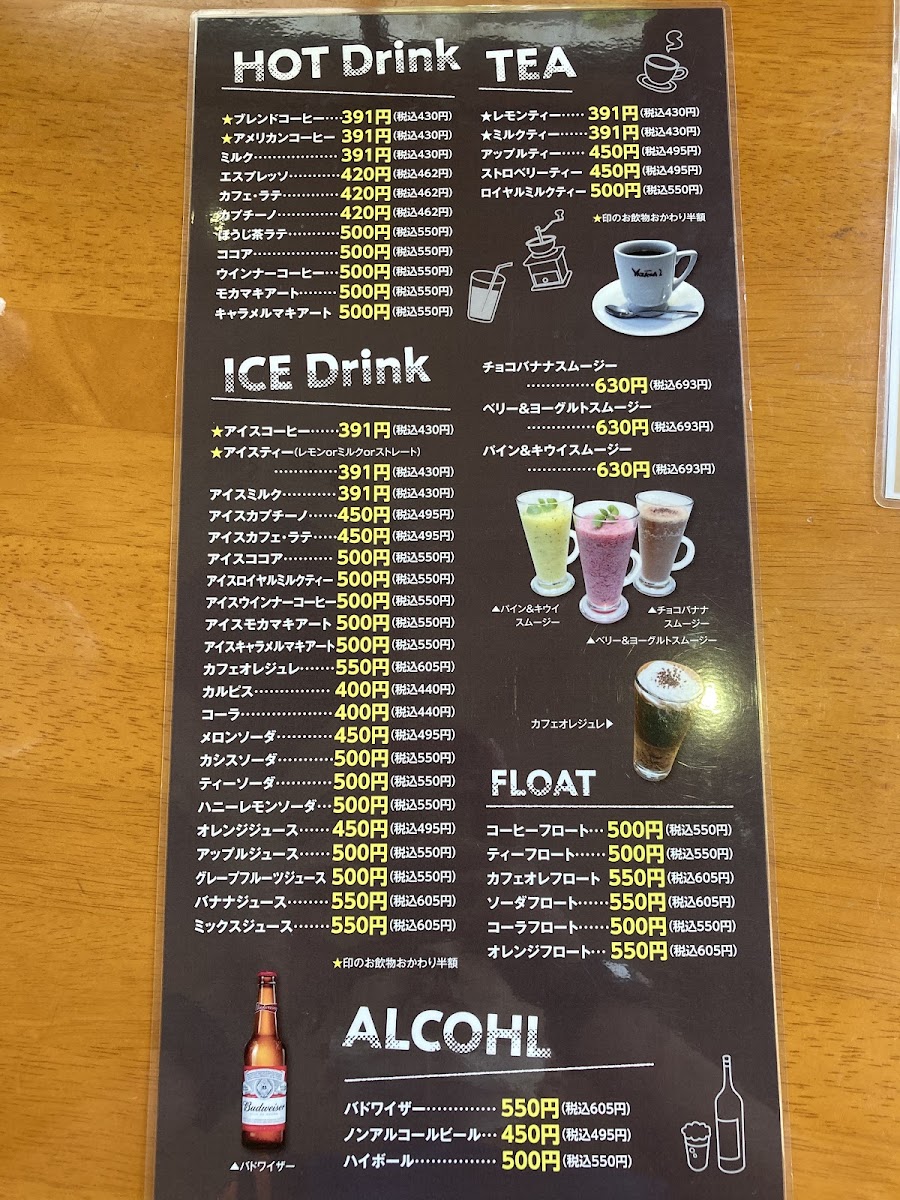 HOT Drink
★ブレンドコーヒー…391円(税込430円)
★アメリカンコーヒー 391円(税込430円)
ミルク………………391円(税込430円)
エスプレッソ…………420円(税込462円)
カフェ・ラテ…………420円(税込462円)
カプチーノ…………420円(税込462円)
ほうじ茶ラテ…………500円(税込550円)
ココア………………500円(税込550円)
ウインナーコーヒー…500円(税込550円)
モカマキアート………500円(税込550円)
キャラメルマキアート 500円(税込550円)
TEA
★レモンティー……391円(税込430円)
★ミルクティー……391円(税込430円)
アップルティー……450円(税込495円)
ストロベリーティー 450円(税込495円)
ロイヤルミルクティー 500円(税込550円)
★印のお飲物おかわり半額
ICE Drink
★アイスコーヒー……391円(税込430円)
★アイスティー(レモンorミルクorストレート)
…………391円(税込430円)
アイスミルク…………391円(税込430円)
アイスカプチーノ……450円(税込495円)
アイスカフェ・ラテ……450円(税込495円)
アイスココア…………500円(税込550円)
アイスロイヤルミルクティー 500円(税込550円)
アイスウインナーコーヒー500円(税込550円)
アイスモカマキアート 500円(税込550円)
アイスキャラメルマキアート500円(税込550円)
カフェオレジュレ……550円(税込605円)
カルピス……………400円(税込440円)
コーラ………………400円(税込440円)
メロンソーダ…………450円(税込495円)
カシスソーダ…………500円(税込550円)
ティーソーダ…………500円(税込550円)
ハニーレモンソーダ…500円(税込550円)
オレンジジュース……450円(税込495円)
アップルジュース……500円(税込550円)
グレープフルーツジュース 500円(税込550円)
バナナジュース………550円(税込605円)
ミックスジュース………550円(税込605円)
★印のお飲物おかわり半額
チョコバナナスムージー
……………630円(税込693円)
ベリー&ヨーグルトスムージー
……………630円(税込693円)
パイン&キウイスムージー
……………630円(税込693円)
▲パイン&キウイ
スムージー
▲チョコバナナ
スムージー
▲ベリー&ヨーグルトスムージー
カフェオレジュレ▶
FLOAT
コーヒーフロート…500円(税込550円)
ティーフロート……500円(税込550円)
カフェオレフロート 550円(税込605円)
ソーダフロート……550円(税込605円)
コーラフロート……500円(税込550円)
オレンジフロート…550円(税込605円)
ALCOHL
バドワイザー…………550円(税込605円)
ノンアルコールビール…450円(税込495円)
ハイボール……………500円(税込550円)
Budweiser
▲バドワイザー